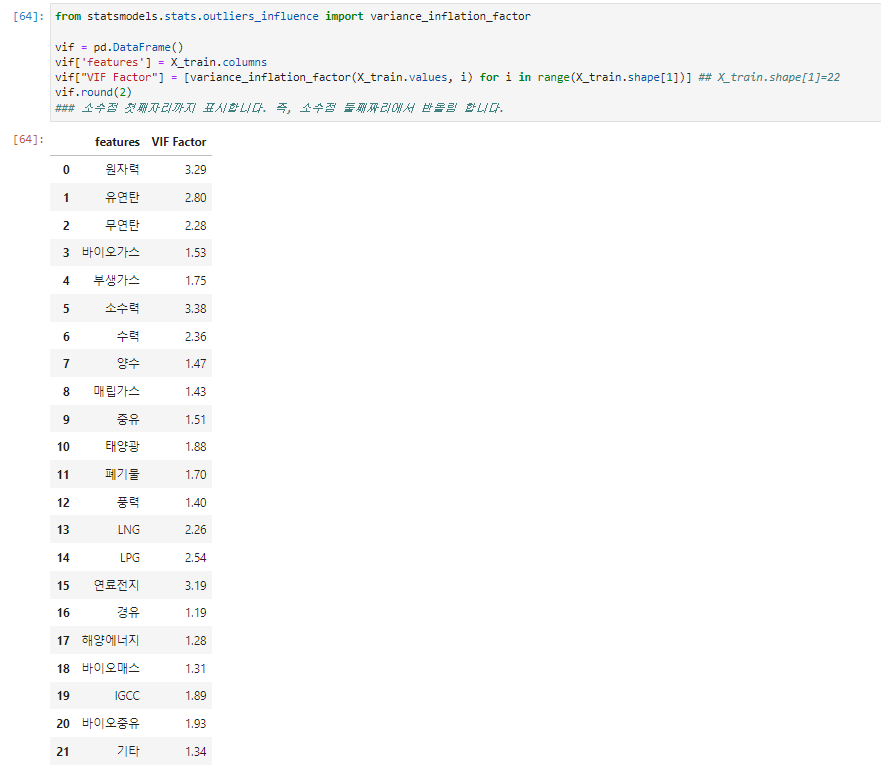 [64]: from statsmodels.stats.outliers_influence import variance_inflation_factor
vif = pd.DataFrame()
vif['features'] = X_train.columns
vif["VIF Factor"] = [variance_inflation_factor(X_train.values, i) for i in range(X_train.shape[1])] ## X_train.shape[1]=22
vif.round(2)
### 소수점 첫째자리까지 표시합니다. 즉, 소수점 둘째짜리에서 반올림 합니다.
[64]:
features VIF Factor
0 원자력 3.29
1 유연탄 2.80
2 무연탄 2.28
3 바이오가스 1.53
4 부생가스 1.75
5 소수력 3.38
6 수력 2.36
7 양수 1.47
8 매립가스 1.43
9 중유 1.51
10 태양광 1.88
11 폐기물 1.70
12 풍력 1.40
13 LNG 2.26
14 LPG 2.54
15 연료전지 3.19
16 경유 1.19
17 해양에너지 1.28
18 바이오매스 1.31
19 IGCC 1.89
20 바이오중유 1.93
21 기타 1.34